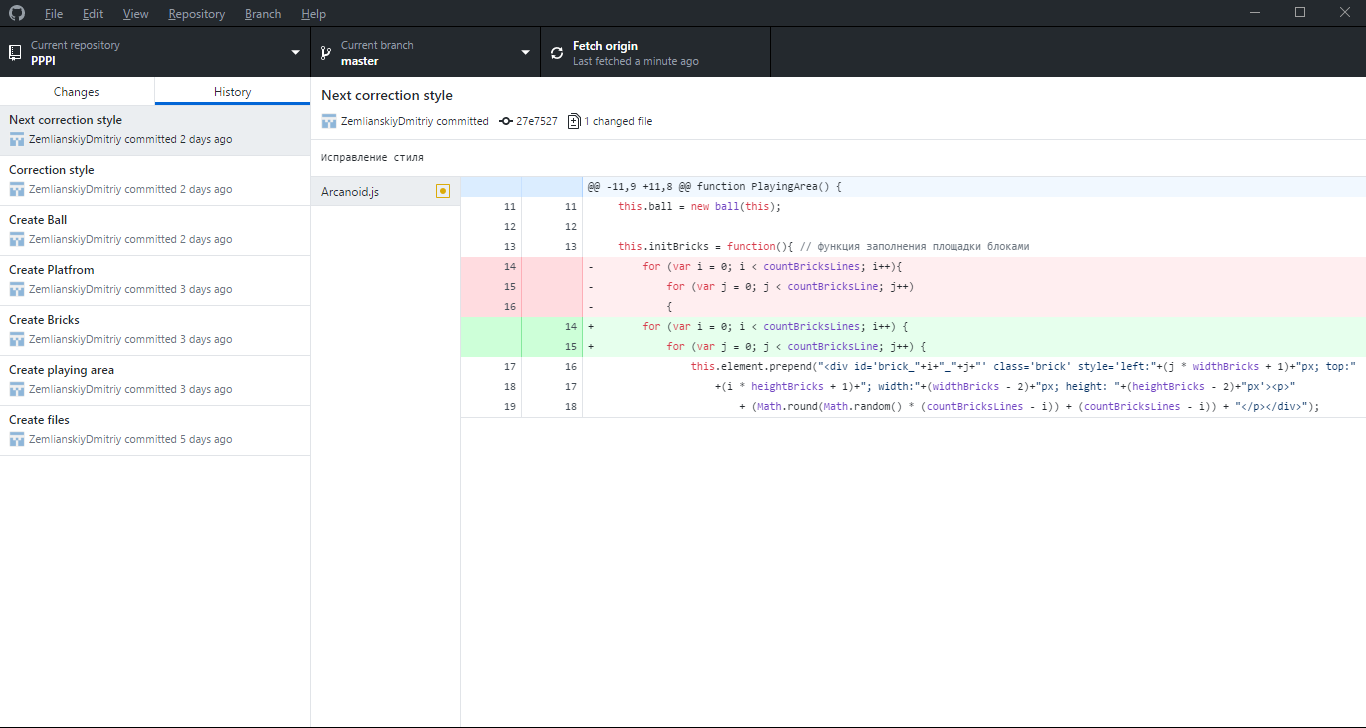 File Edit View Repository Branch Help
Current repository
PPPI
Current branch
master
Fetch origin
Last fetched a minute ago
Changes
History
Next correction style
ZemlianskiyDmitriy committed 2 days ago
Correction style
ZemlianskiyDmitriy committed 2 days ago
Create Ball
ZemlianskiyDmitriy committed 2 days ago
Create Platfrom
ZemlianskiyDmitriy committed 3 days ago
Create Bricks
ZemlianskiyDmitriy committed 3 days ago
Create playing area
ZemlianskiyDmitriy committed 3 days ago
Create files
ZemlianskiyDmitriy committed 5 days ago
Next correction style
ZemlianskiyDmitriy committed 27e7527 1 changed file
Исправление стиля
Arcanoid.js
@@ -11,9 +11,8 @@ function PlayingArea() {
11 11 this.ball = new ball(this);
12 12
13 13 this.initBricks = function(){ // функция заполнения площадки блоками
14 - for (var i = 0; i < countBricksLines; i++){
15 - for (var j = 0; j < countBricksLine; j++)
16 - {
14 + for (var i = 0; i < countBricksLines; i++) {
15 + for (var j = 0; j < countBricksLine; j++) {
17 16 this.element.prepend("<div id='brick_"+i+"_"+j+"' class='brick' style='left:"+(j * widthBricks + 1)+"px; top:"
18 17 +(i * heightBricks + 1)+"; width:"+(widthBricks - 2)+"px; height: "+(heightBricks - 2)+"px'><p>"
19 18 + (Math.round(Math.random() * (countBricksLines - i)) + (countBricksLines - i)) + "</p></div>");